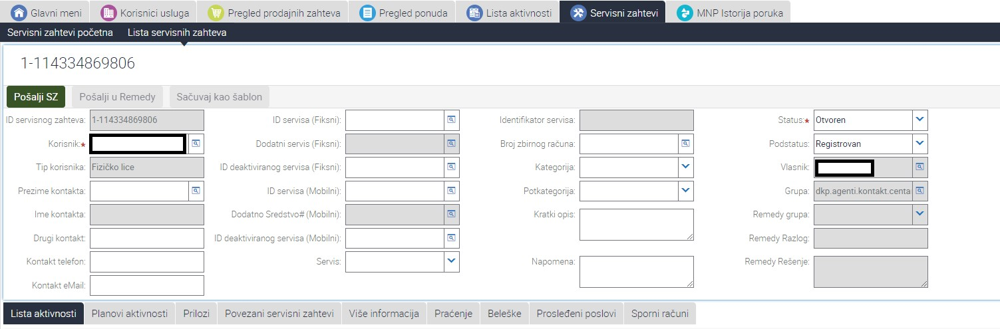 Glavni meni Korisnici usluga Pregled prodajnih zahteva Pregled ponuda Lista aktivnosti Servisni zahtevi MNP Istorija poruka
Servisni zahtevi početna Lista servisnih zahteva
1-114334869806
Pošalji SZ Pošalji u Remedy Sačuvaj kao šablon
ID servisnog zahteva: 1-114334869806 ID servisa (Fiksni): Identifikator servisa: Status:★ Otvoren
Korisnik:★ Dodatni servis (Fiksni): Broj zbirnog računa: Podstatus: Registrovan
Tip korisnika: Fizičko lice ID deaktiviranog servisa (Fiksni): Kategorija: Vlasnik:
Prezime kontakta: ID servisa (Mobilni): Potkategorija: Grupa: dkp.agenti.kontakt.centa
Ime kontakta: Dodatno Sredstvo# (Mobilni): Kratki opis: Remedy grupa:
Drugi kontakt: ID deaktiviranog servisa (Mobilni): Remedy Razlog:
Kontakt telefon: Servis: Napomena: Remedy Rešenje:
Kontakt eMail:
Lista aktivnosti Planovi aktivnosti Prilozi Povezani servisni zahtevi Više informacija Praćenje Beleške Prosleđeni poslovi Sporni računi